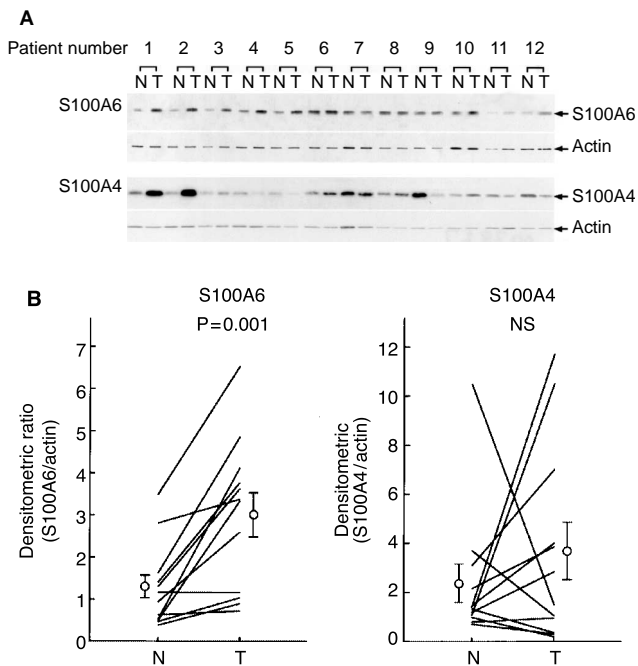 A
Patient number 1 2 3 4 5 6 7 8 9 10 11 12
N T N T N T N T N T N T N T N T N T N T N T N T
S100A6 S100A6
Actin
S100A4 S100A4
Actin
B
S100A6
P=0.001
Densitometric ratio
(S100A6/actin)
7
6
5
4
3
2
1
0
N T
S100A4
NS
Densitometric
(S100A4/actin)
12
10
8
6
4
2
0
N T